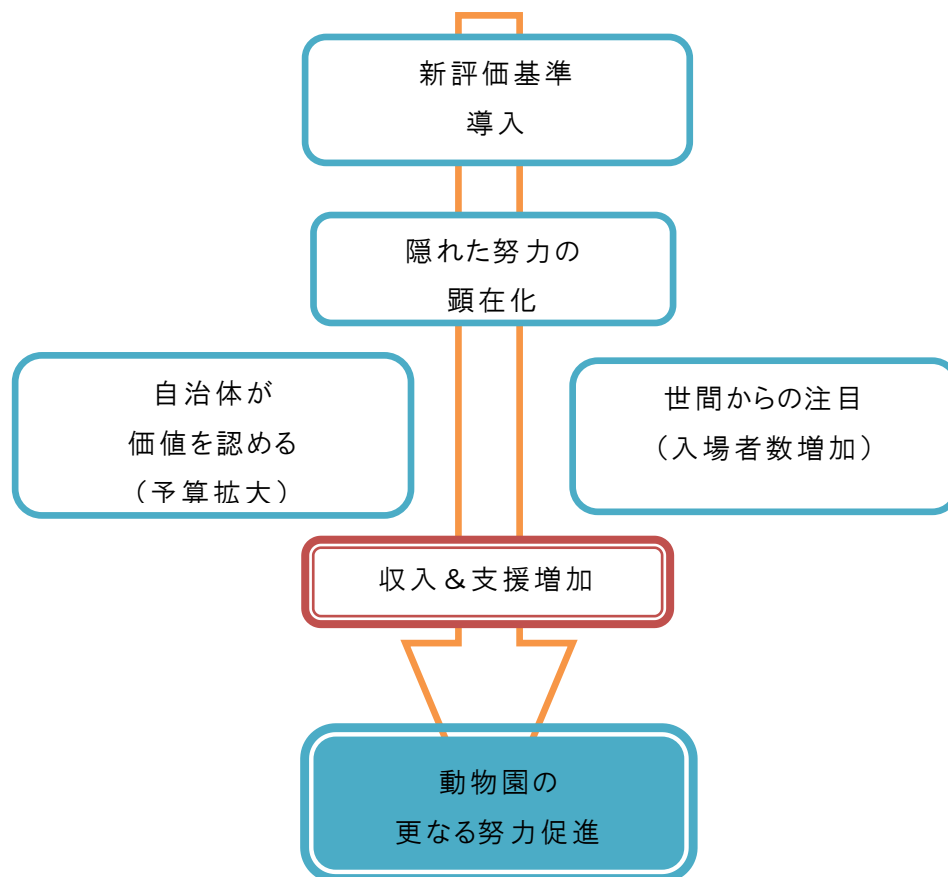 新評価基準
導入
隠れた努力の
顕在化
自治体が
価値を認める
（予算拡大）
世間からの注目
（入場者数増加）
収入＆支援増加
動物園の
更なる努力促進